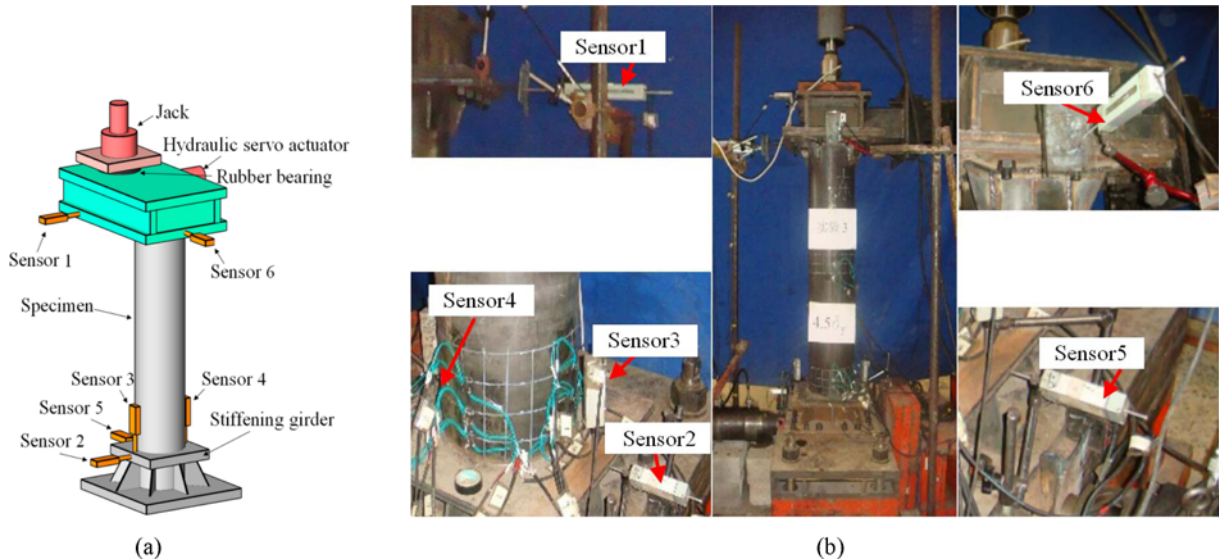 Jack
Hydraulic servo actuator
Rubber bearing
Sensor 1
Sensor 6
Specimen
Sensor 3
Sensor 4
Sensor 5
Stiffening girder
Sensor 2
(a)
Sensor1
Sensor6
Sensor4
Sensor3
Sensor2
Sensor5
(b)